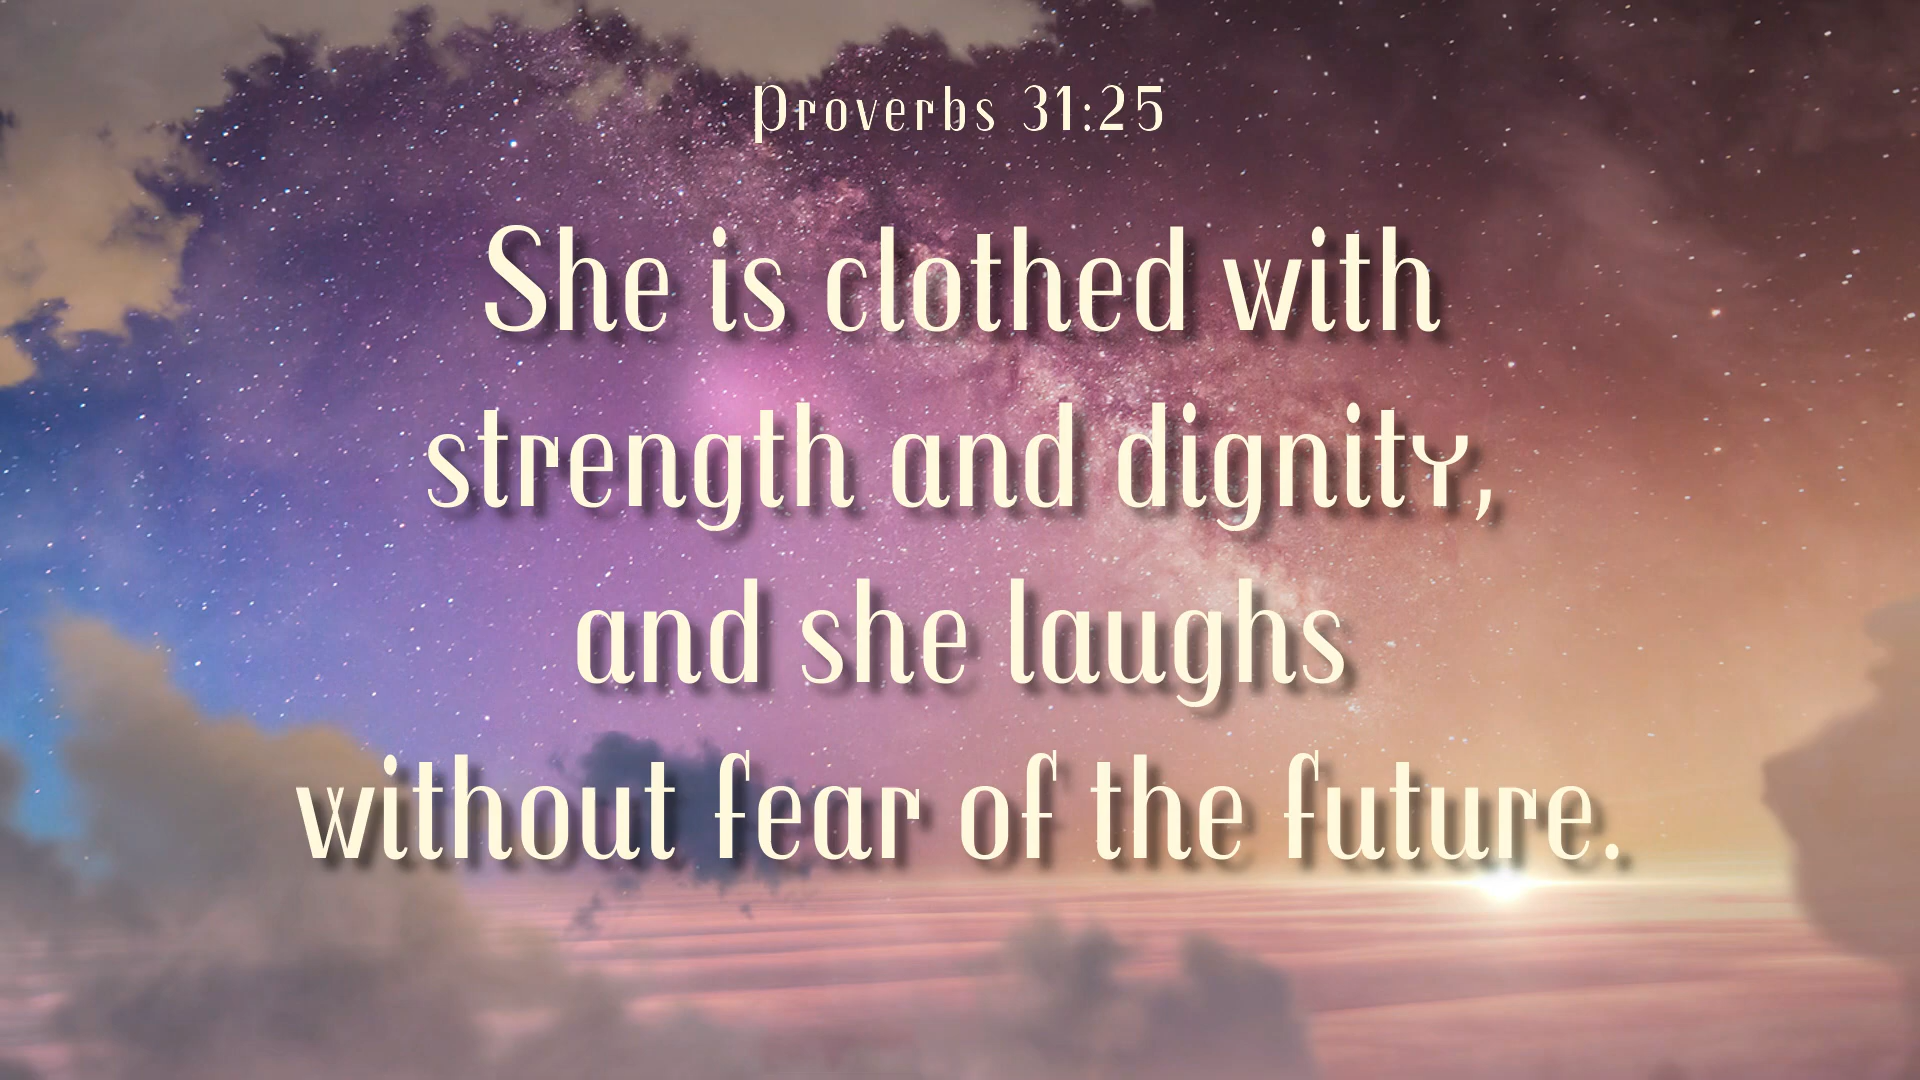 Proverbs 31:25
She is clothed with
strength and dignity,
and she laughs
without fear of the future.